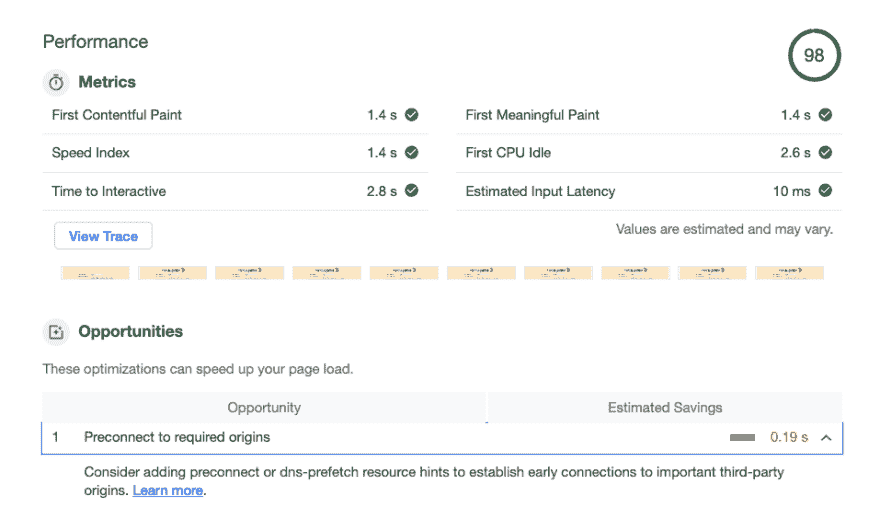 Performance
98
Metrics
First Contentful Paint 1.4 s
First Meaningful Paint 1.4 s
Speed Index 1.4 s
First CPU Idle 2.6 s
Time to Interactive 2.8 s
Estimated Input Latency 10 ms
View Trace
Values are estimated and may vary.
Opportunities
These optimizations can speed up your page load.
Opportunity Estimated Savings
1 Preconnect to required origins 0.19 s
Consider adding preconnect or dns-prefetch resource hints to establish early connections to important third-party
origins. Learn more.